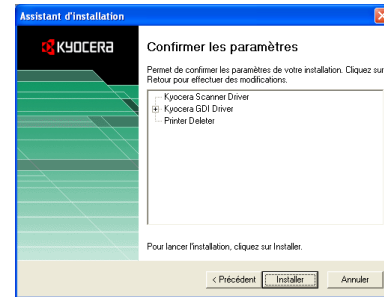 Assistant d'installation
KYOCERA
Confirmer les paramètres
Permet de confirmer les paramètres de votre installation. Cliquez sur
Retour pour effectuer des modifications.
Kyocera Scanner Driver
Kyocera GDI Driver
Printer Deleter
Pour lancer l'installation, cliquez sur Installer.
< Précédent
Installer
Annuler